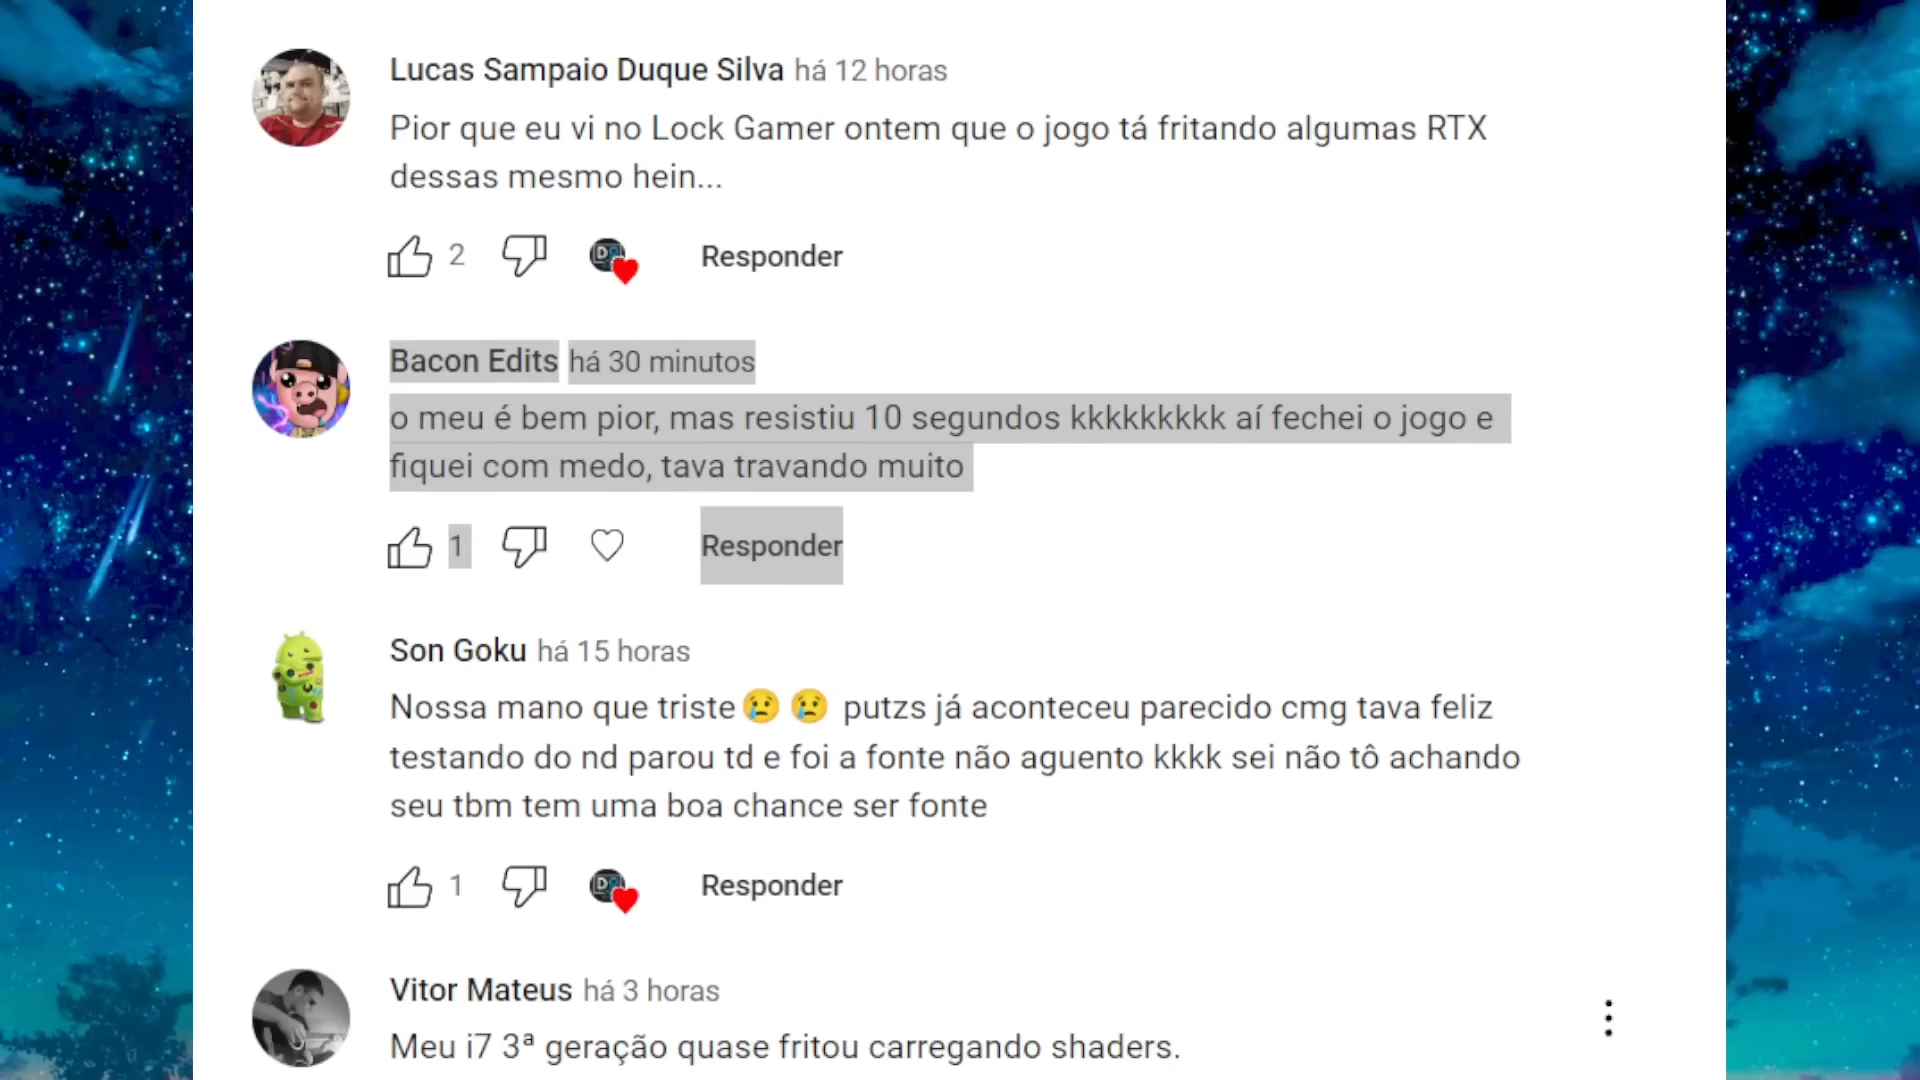 Lucas Sampaio Duque Silva há 12 horas
Pior que eu vi no Lock Gamer ontem que o jogo tá fritando algumas RTX
dessas mesmo hein...
2 Responder
Bacon Edits há 30 minutos
o meu é bem pior, mas resistiu 10 segundos kkkkkkkkk aí fechei o jogo e
fiquei com medo, tava travando muito
1 Responder
Son Goku há 15 horas
Nossa mano que triste😢😢 putzs já aconteceu parecido cmg tava feliz
testando do nd parou td e foi a fonte não aguento kkkk sei não tô achando
seu tbm tem uma boa chance ser fonte
1 Responder
Vitor Mateus há 3 horas
Meu i7 3ª geração quase fritou carregando shaders.